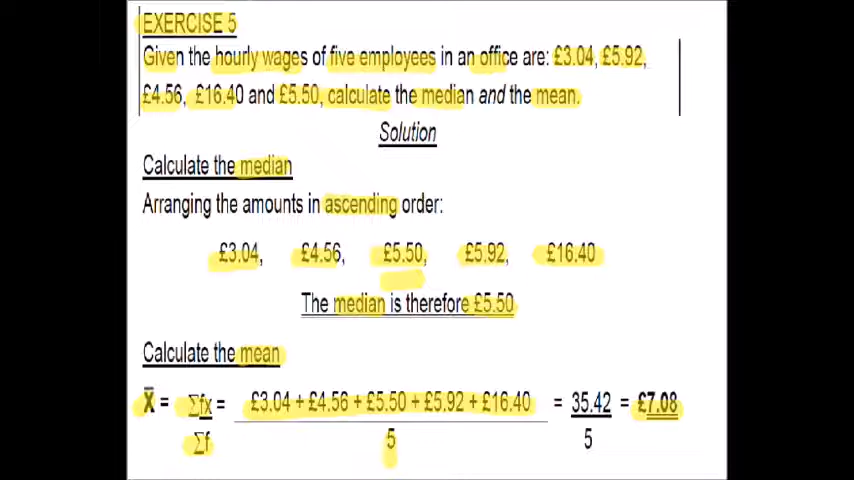 EXERCISE 5
Given the hourly wages of five employees in an office are: £3.04, £5.92,
£4.56, £16.40 and £5.50, calculate the median and the mean.
Solution
Calculate the median
Arranging the amounts in ascending order:
£3.04, £4.56, £5.50, £5.92, £16.40
The median is therefore £5.50
Calculate the mean
X̄ = ∑fx = £3.04 + £4.56 + £5.50 + £5.92 + £16.40 = 35.42 = £7.08
∑f 5 5